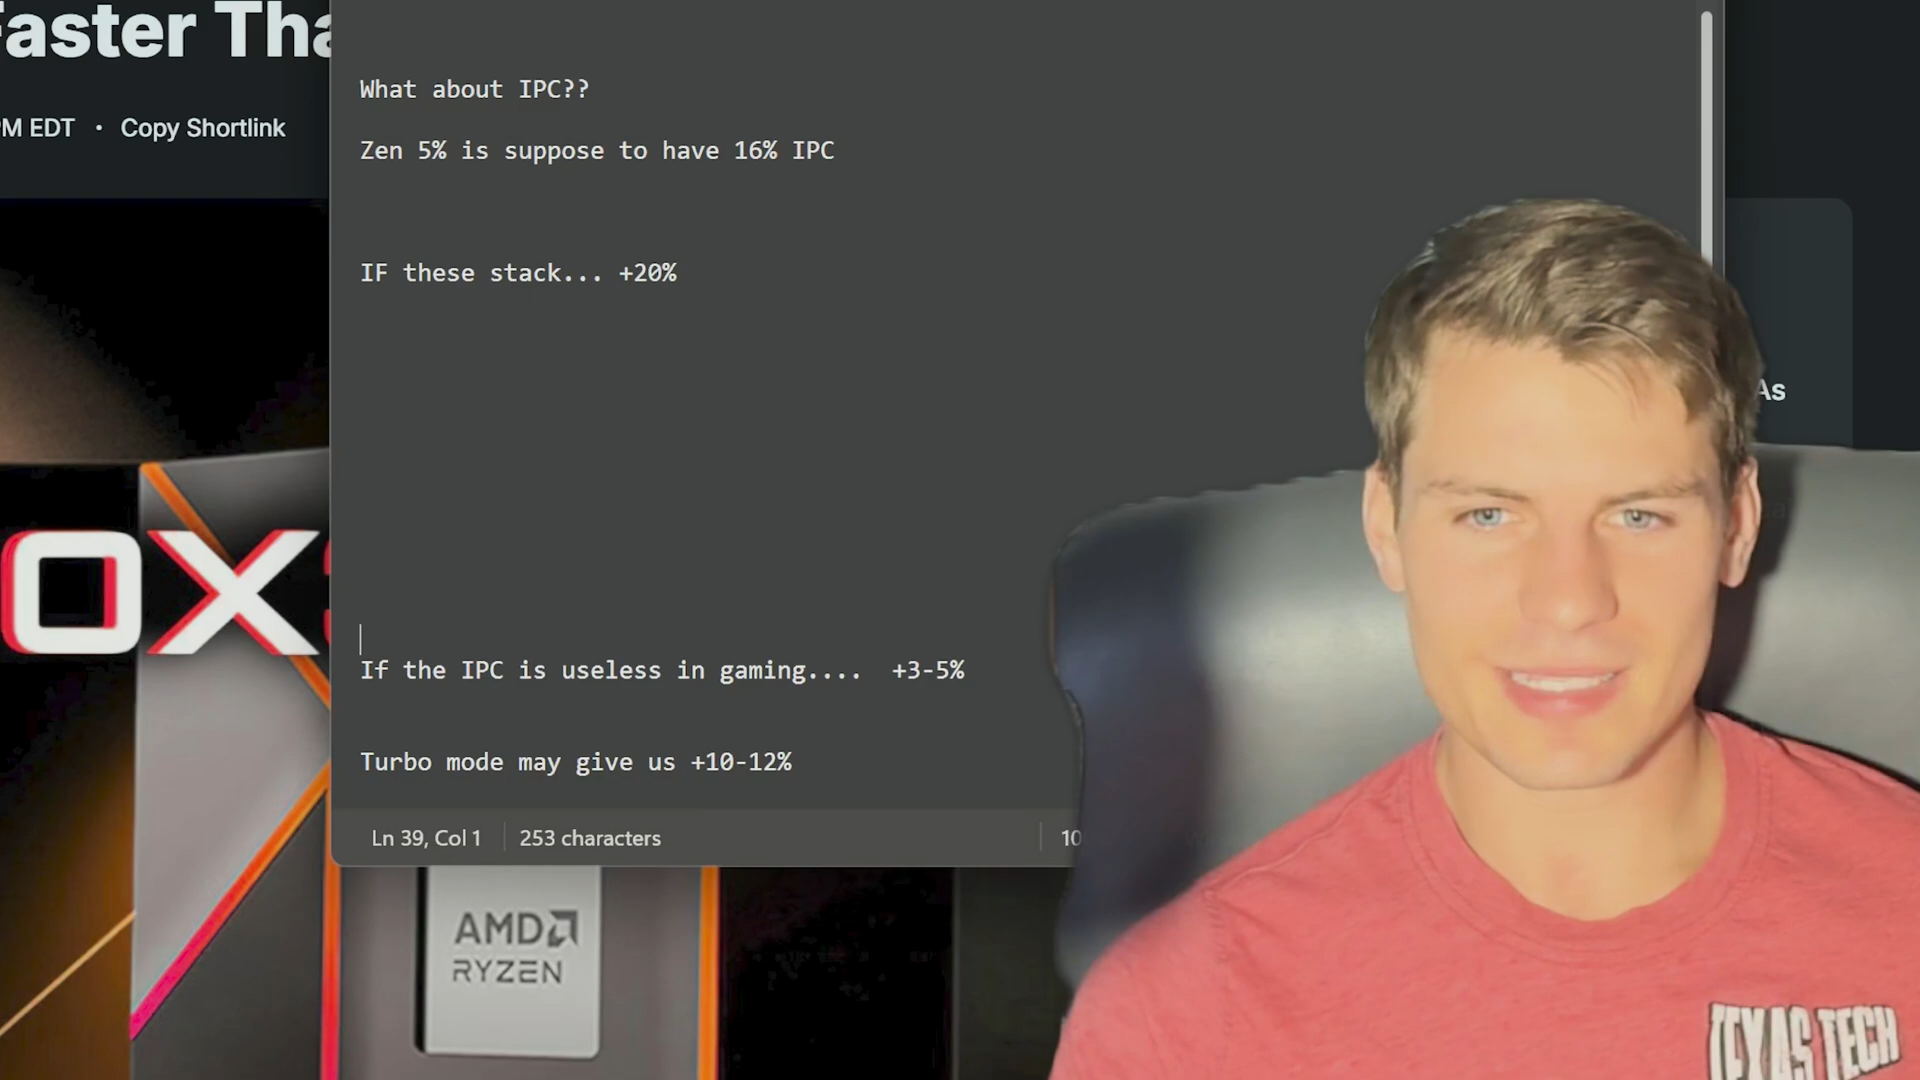 Faster Tha
PM EDT • Copy Shortlink
What about IPC??
Zen 5% is suppose to have 16% IPC
IF these stack... +20%
As
OX
If the IPC is useless in gaming.... +3-5%
Turbo mode may give us +10-12%
Ln 39, Col 1
253 characters
10
AMD
RYZEN
TEXAS TECH